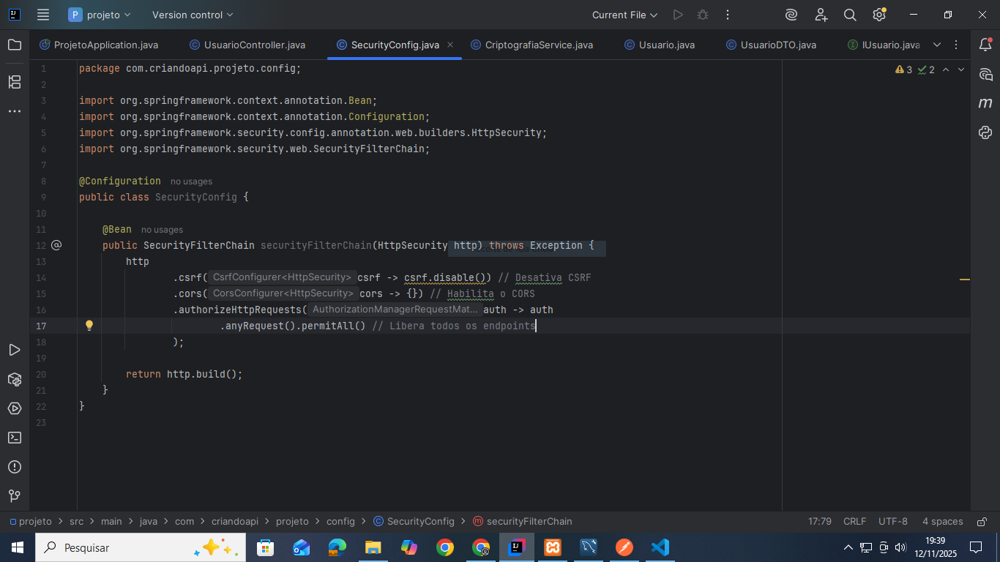 P projeto Version control Current File
ProjetoApplication.java UsuarioController.java SecurityConfig.java CriptografiaService.java Usuario.java UsuarioDTO.java IUsuario.java
1 package com.criandoapi.projeto.config; 3 2
2
3 import org.springframework.context.annotation.Bean;
4 import org.springframework.context.annotation.Configuration;
5 import org.springframework.security.config.annotation.web.builders.HttpSecurity;
6 import org.springframework.security.web.SecurityFilterChain;
7
8 @Configuration no usages
9 public class SecurityConfig {
10
11 @Bean no usages
12 public SecurityFilterChain securityFilterChain(HttpSecurity http) throws Exception {
13 http
14 .csrf( CsrfConfigurer<HttpSecurity> csrf -> csrf.disable()) // Desativa CSRF
15 .cors( CorsConfigurer<HttpSecurity> cors -> {}) // Habilita o CORS
16 .authorizeHttpRequests( AuthorizationManagerRequestMat... auth -> auth
17 .anyRequest().permitAll() // Libera todos os endpoints
18 );
19
20 return http.build();
21 }
22 }
23
projeto > src > main > java > com > criandoapi > projeto > config > SecurityConfig > securityFilterChain 17:79 CRLF UTF-8 4 spaces
Pesquisar
19:39
12/11/2025